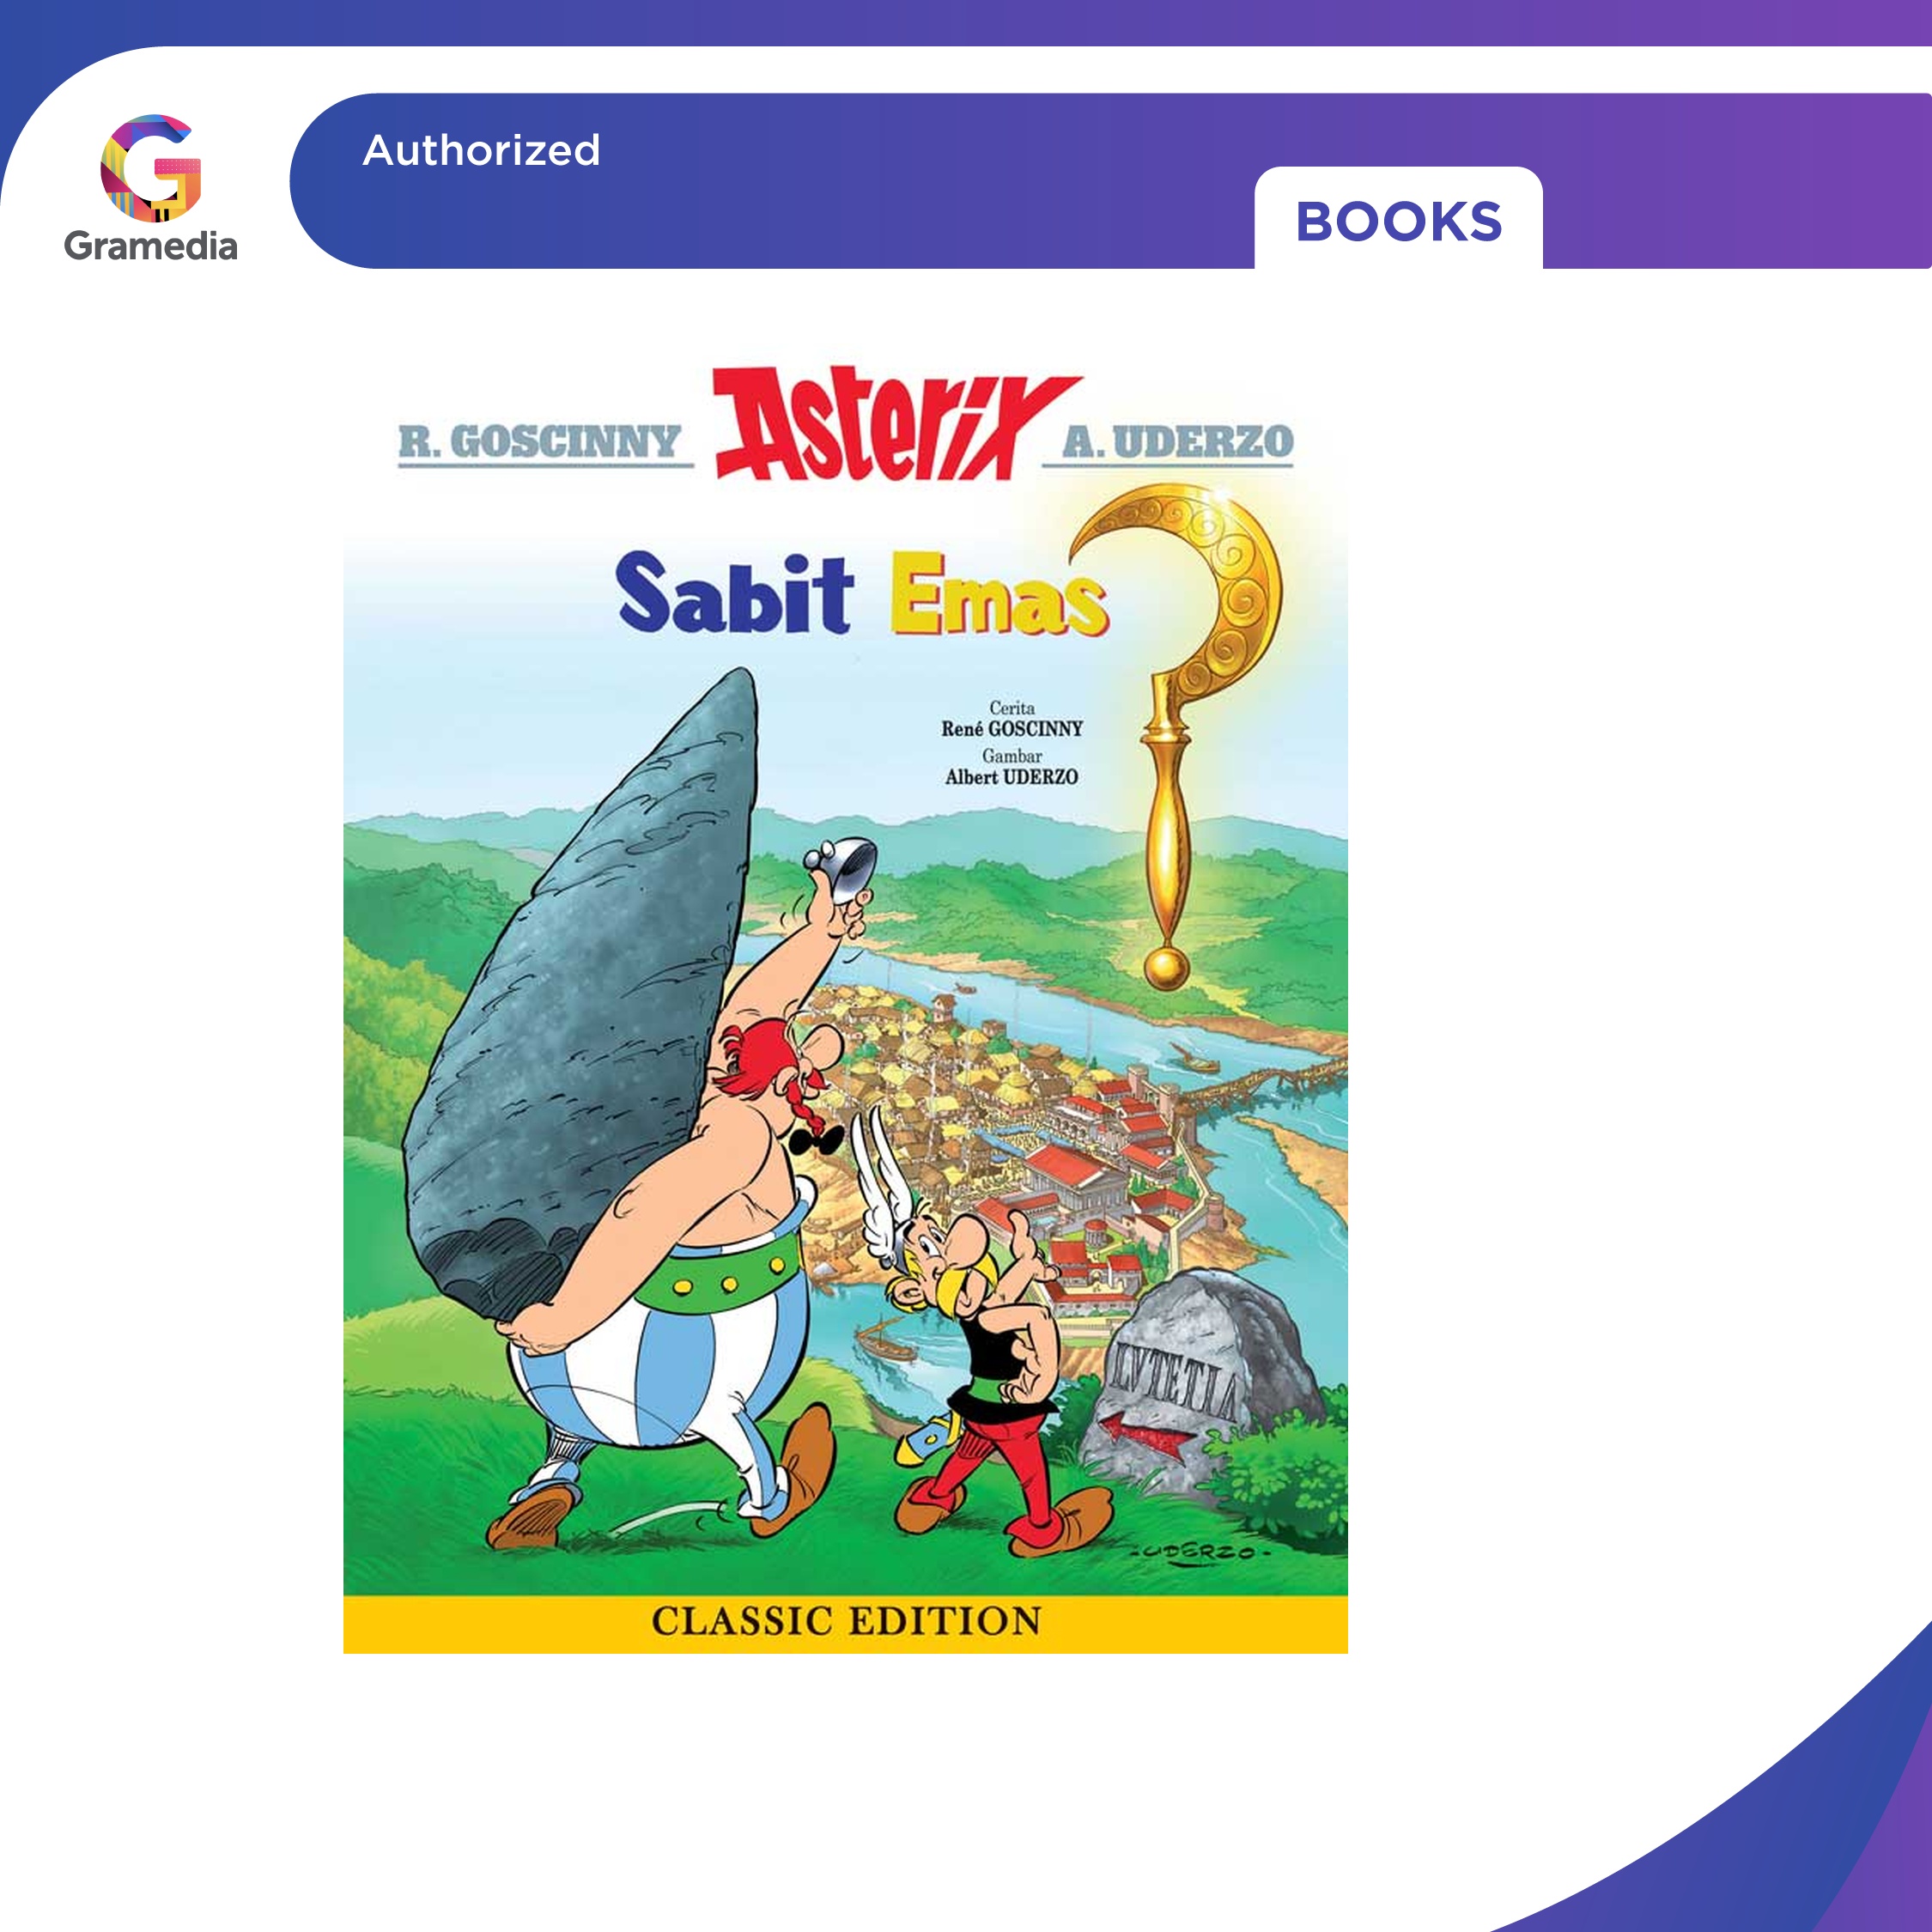 Authorized
BOOKS
Gramedia
R. GOSCINNY Asterix A. UDERZO
Sabit Emas
Cerita
René GOSCINNY
Gambar
Albert UDERZO
LVTETIA
UDERZO
CLASSIC EDITION